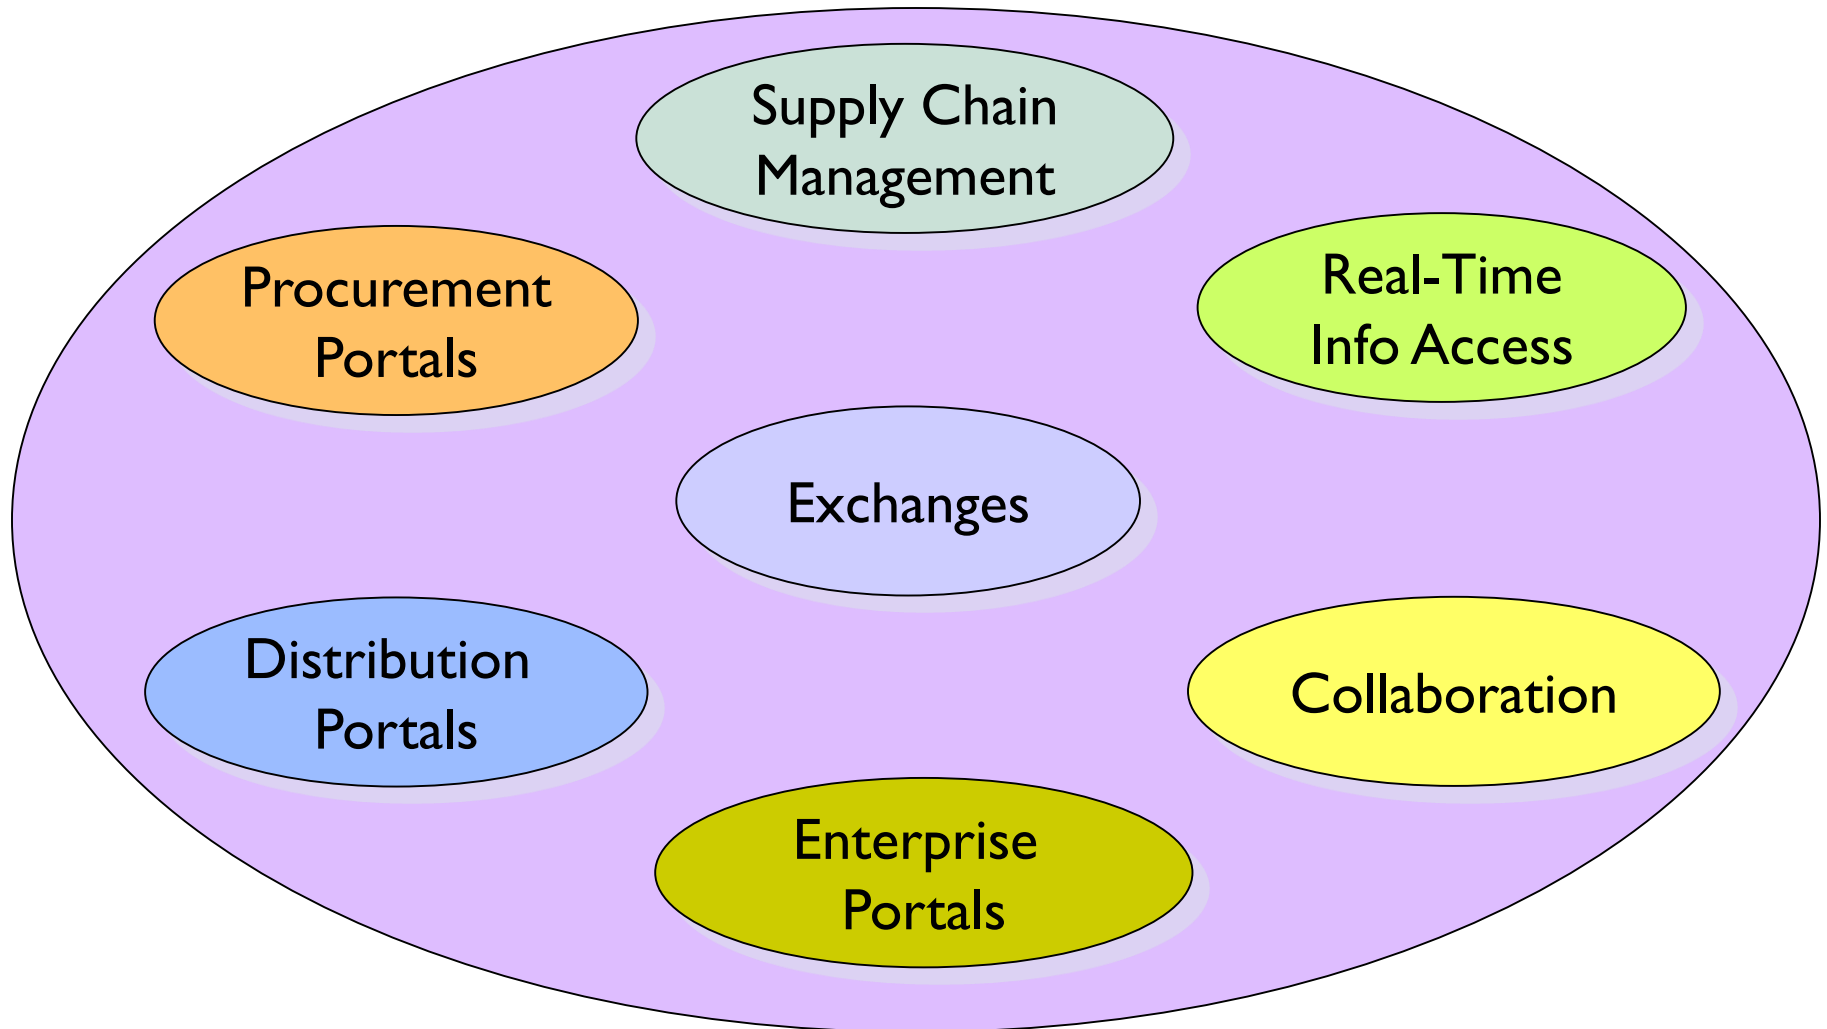 Supply Chain
Management
Procurement
Portals
Real-Time
Info Access
Exchanges
Distribution
Portals
Collaboration
Enterprise
Portals